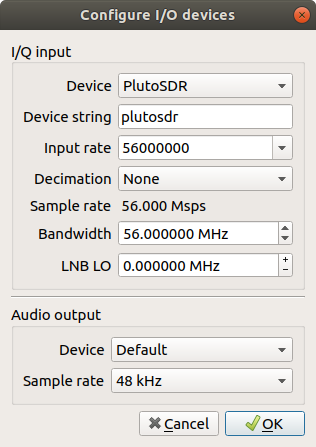 Configure I/O devices
I/Q input
Device PlutoSDR
Device string plutosdr
Input rate 56000000
Decimation None
Sample rate 56.000 Msps
Bandwidth 56.000000 MHz
LNB LO 0.000000 MHz
Audio output
Device Default
Sample rate 48 kHz
Cancel OK